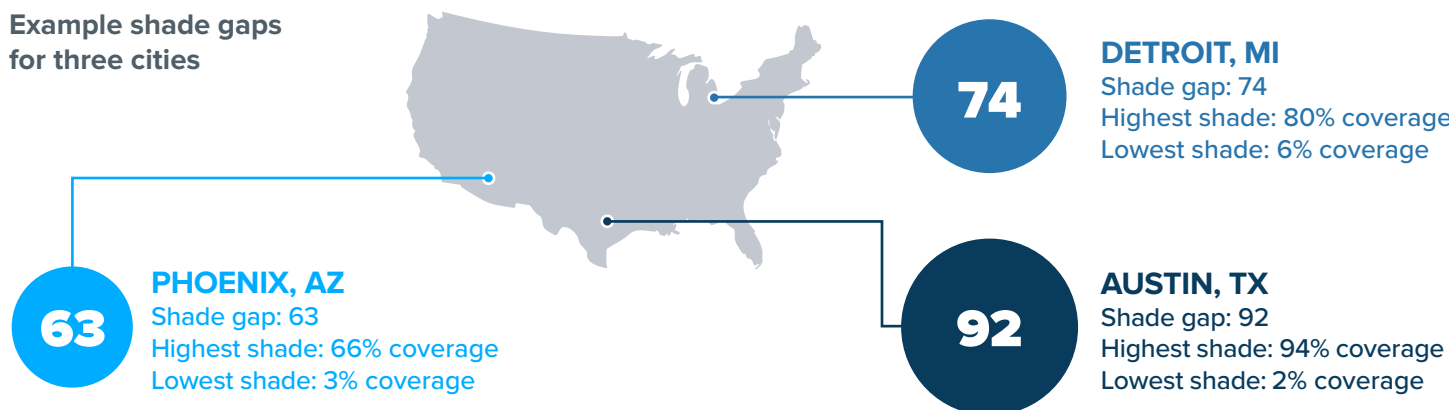 Example shade gaps
for three cities
74
DETROIT, MI
Shade gap: 74
Highest shade: 80% coverage
Lowest shade: 6% coverage
63
PHOENIX, AZ
Shade gap: 63
Highest shade: 66% coverage
Lowest shade: 3% coverage
92
AUSTIN, TX
Shade gap: 92
Highest shade: 94% coverage
Lowest shade: 2% coverage